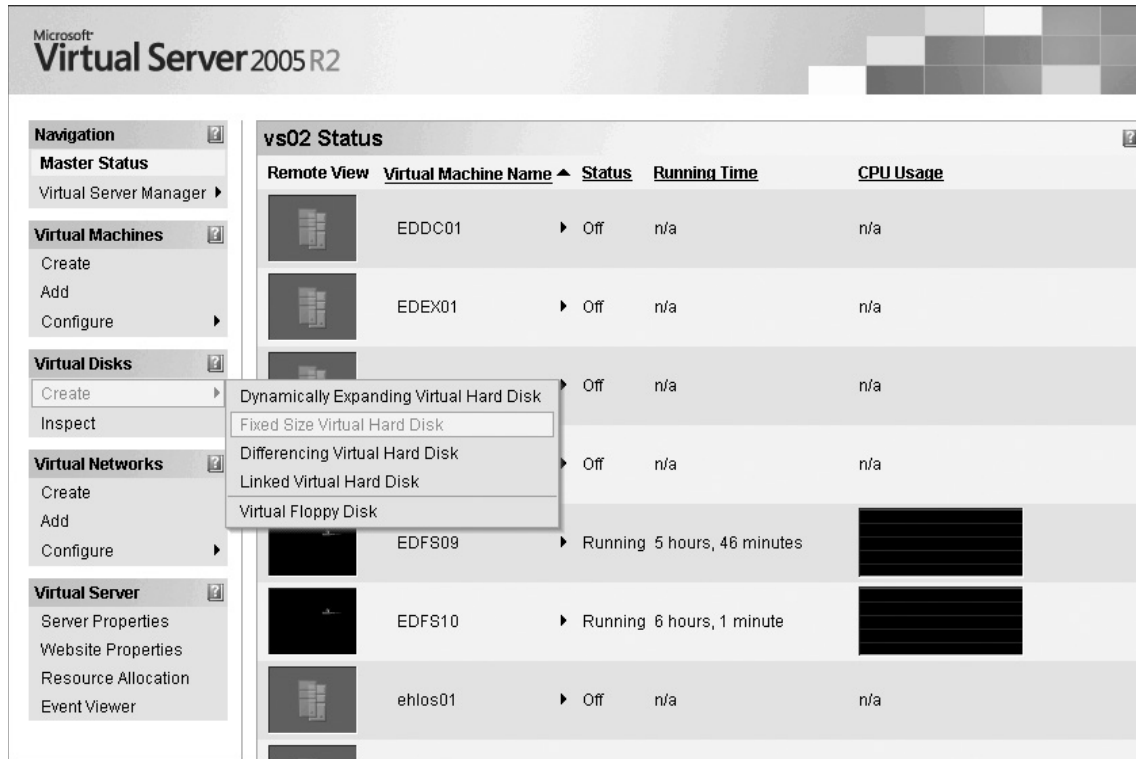 Microsoft
Virtual Server 2005 R2
Navigation
Master Status
Virtual Server Manager
Virtual Machines
Create
Add
Configure
Virtual Disks
Create
Inspect
Virtual Networks
Create
Add
Configure
Virtual Server
Server Properties
Website Properties
Resource Allocation
Event Viewer
Dynamically Expanding Virtual Hard Disk
Fixed Size Virtual Hard Disk
Differencing Virtual Hard Disk
Linked Virtual Hard Disk
Virtual Floppy Disk
vs02 Status
Remote View Virtual Machine Name Status Running Time CPU Usage
EDDC01 Off n/a n/a
EDEX01 Off n/a n/a
Off n/a n/a
Off n/a n/a
EDFS09 Running 5 hours, 46 minutes
EDFS10 Running 6 hours, 1 minute
ehlos01 Off n/a n/a